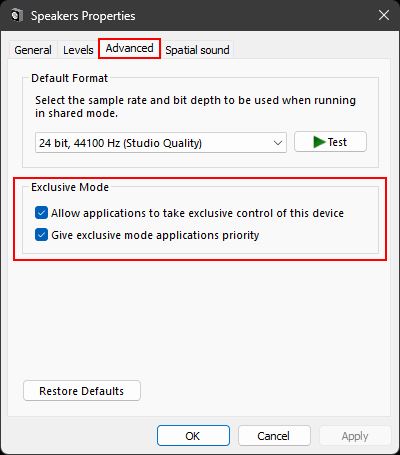 Speakers Properties
General Levels Advanced Spatial sound
Default Format
Select the sample rate and bit depth to be used when running
in shared mode.
24 bit, 44100 Hz (Studio Quality) Test
Exclusive Mode
Allow applications to take exclusive control of this device
Give exclusive mode applications priority
Restore Defaults
OK Cancel Apply